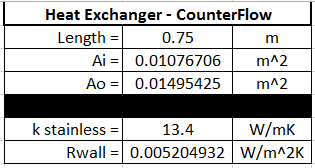 Heat Exchanger - CounterFlow
Length = 0.75 m
Ai = 0.01076706 m^2
Ao = 0.01495425 m^2
k stainless = 13.4 W/mK
Rwall = 0.005204932 W/m^2K